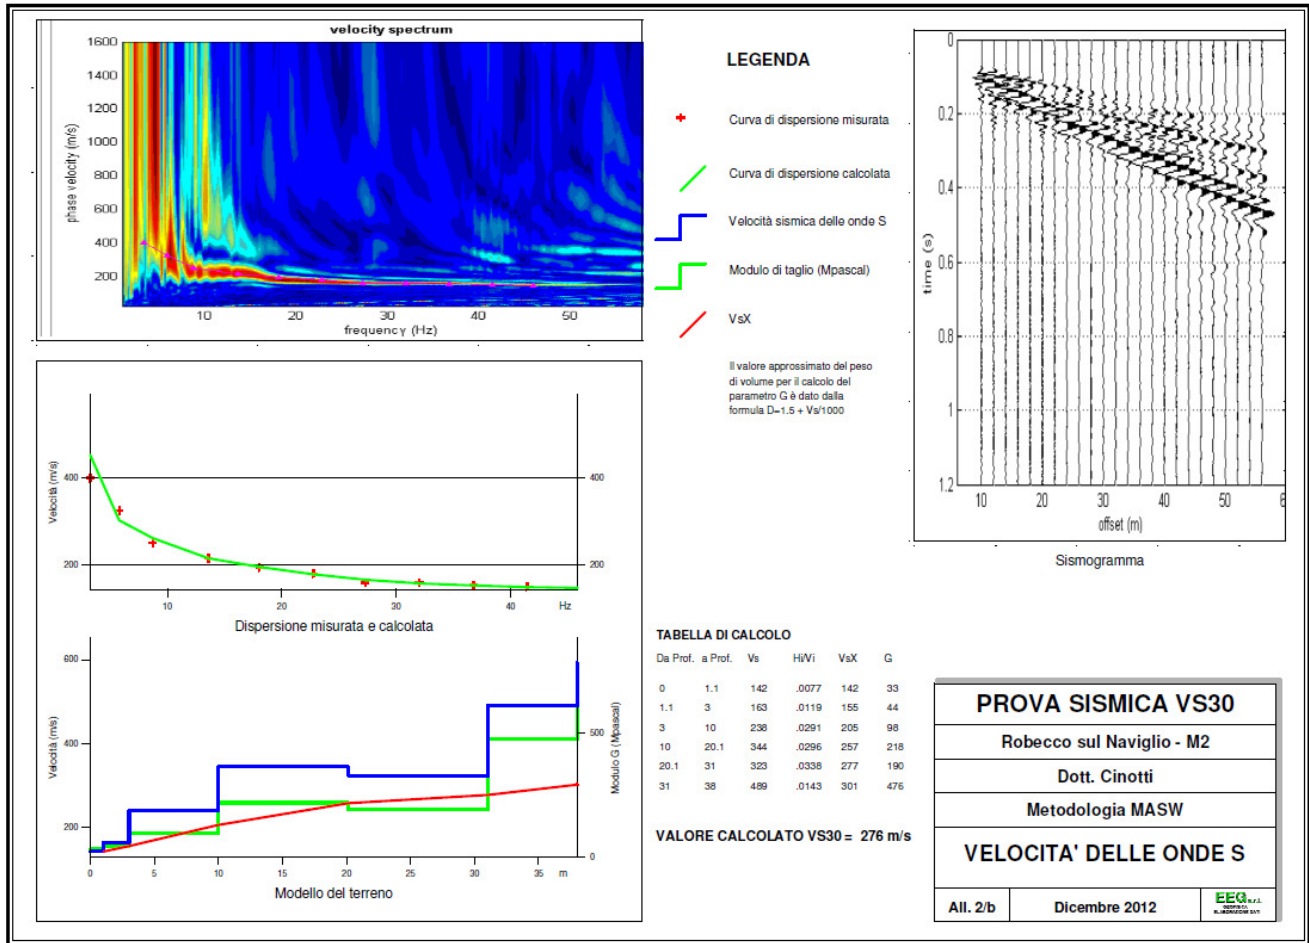 velocity spectrum
1600
1400
1200
1000
800
600
400
200
phase velocity (m/s)
10 20 30 40 50
frequency (Hz)
LEGENDA
Curva di dispersione misurata
Curva di dispersione calcolata
Velocità sismica delle onde S
Modulo di taglio (Mpascal)
VsX
Il valore approssimato del peso
di volume per il calcolo del
parametro G è dato dalla
formula D=1.5 + Vs/1000
0
0.2
0.4
0.6
0.8
1
1.2
time (s)
10 20 30 40 50 6
offset (m)
Sismogramma
Velocità (m/s)
400 400
200 200
10 20 30 40 Hz
Dispersione misurata e calcolata
600
400
200
Velocità (m/s)
500
0
Modulo G (Mpascal)
0 5 10 15 20 25 30 35 m
Modello del terreno
TABELLA DI CALCOLO
Da Prof. a Prof. Vs Hi/Vi VsX G
0 1.1 142 .0077 142 33
1.1 3 163 .0119 155 44
3 10 238 .0291 205 98
10 20.1 344 .0296 257 218
20.1 31 323 .0338 277 190
31 38 489 .0143 301 476
VALORE CALCOLATO VS30 = 276 m/s
PROVA SISMICA VS30
Robecco sul Naviglio - M2
Dott. Cinotti
Metodologia MASW
VELOCITA' DELLE ONDE S
All. 2/b Dicembre 2012
EEG s.r.l.
GEOFISICA
ELABORAZIONE DATI